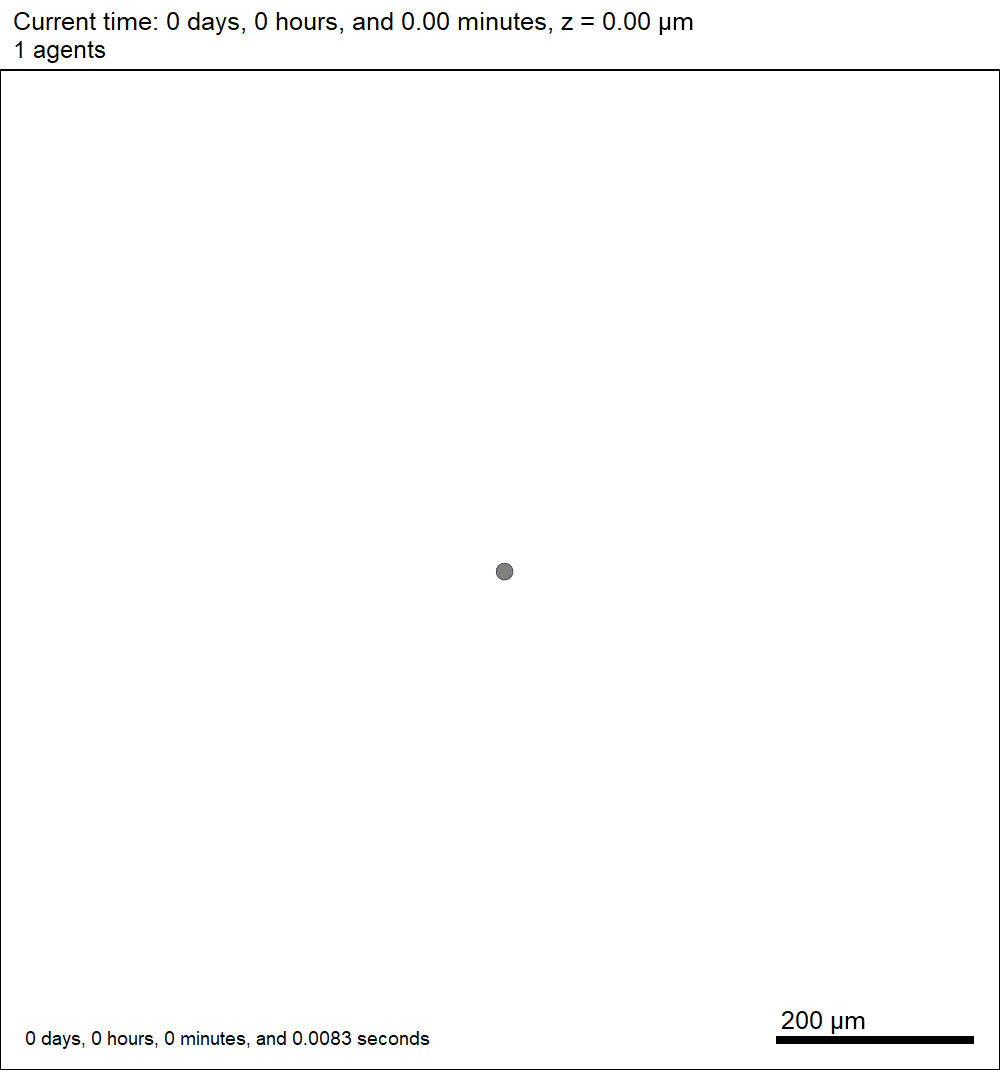 Current time: 0 days, 0 hours, and 0.00 minutes, z = 0.00 µm
1 agents
200 µm
0 days, 0 hours, 0 minutes, and 0.0083 seconds